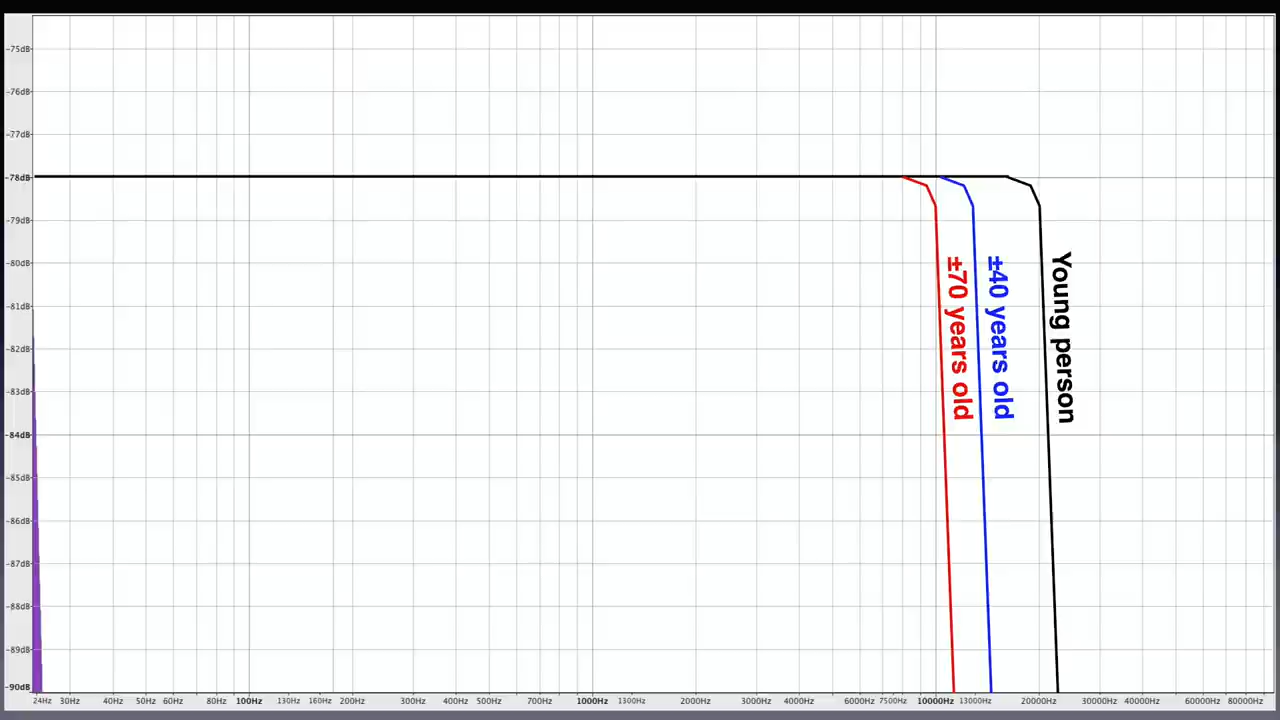 -75dB
-76dB
-77dB
-78dB
-79dB
-80dB
-81dB
-82dB
-83dB
-84dB
-85dB
-86dB
-87dB
-88dB
-89dB
-90dB
±70 years old
±40 years old
Young person
24Hz 30Hz 40Hz 50Hz 60Hz 80Hz 100Hz 130Hz 160Hz 200Hz 300Hz 400Hz 500Hz 700Hz 1000Hz 1300Hz 2000Hz 3000Hz 4000Hz 6000Hz 7500Hz 10000Hz 13000Hz 20000Hz 30000Hz 40000Hz 60000Hz 80000Hz